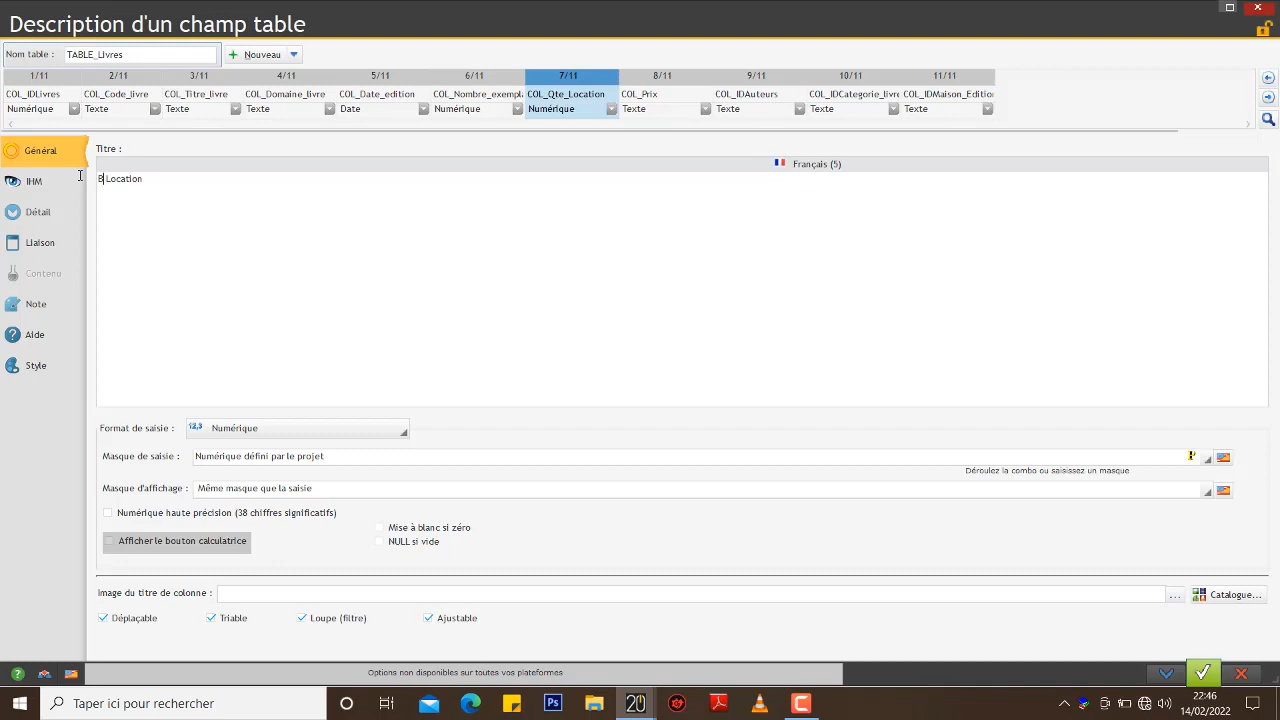 Description d'un champ table
Nom table : TABLE_Livres Nouveau
1/11 2/11 3/11 4/11 5/11 6/11 7/11 8/11 9/11 10/11 11/11
COL_IDLivres COL_Code_livre COL_Titre_livre COL_Domaine_livre COL_Date_edition COL_Nombre_exempl COL_Qte_Location COL_Prix COL_IDAuteurs COL_IDCategorie_livr COL_IDMaison_Edition
Numérique Texte Texte Texte Date Numérique Numérique Texte Texte Texte Texte
Général
IHM
Détail
Liaison
Contenu
Note
Aide
Style
Titre :
Français (5)
B Location
Format de saisie : 12,3 Numérique
Masque de saisie : Numérique défini par le projet
Déroulez la combo ou saisissez un masque
Masque d'affichage : Même masque que la saisie
Numérique haute précision (38 chiffres significatifs)
Mise à blanc si zéro
Afficher le bouton calculatrice
NULL si vide
Image du titre de colonne : ... Catalogue...
Déplaçable Triable Loupe (filtre) Ajustable
Options non disponibles sur toutes vos plateformes
Taper ici pour rechercher
Ps 20
22:46
14/02/2022